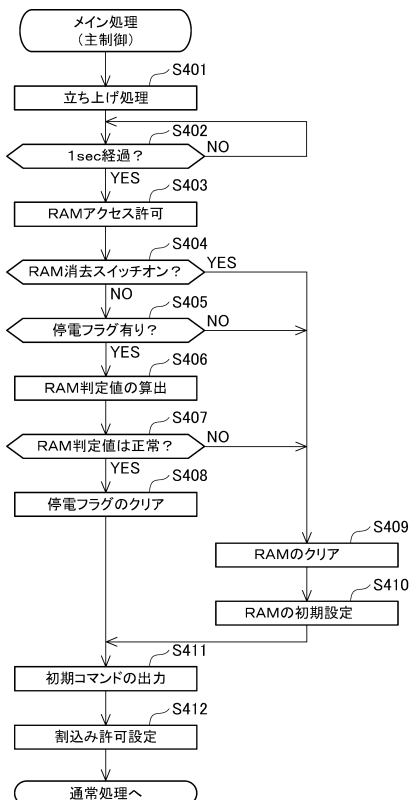 メイン処理
（主制御）
S401
立ち上げ処理
S402
1sec経過？
NO
YES
S403
RAMアクセス許可
S404
RAM消去スイッチオン？
YES
NO
S405
停電フラグ有り？
NO
YES
S406
RAM判定値の算出
S407
RAM判定値は正常？
NO
YES
S408
停電フラグのクリア
S409
RAMのクリア
S410
RAMの初期設定
S411
初期コマンドの出力
S412
割込み許可設定
通常処理へ